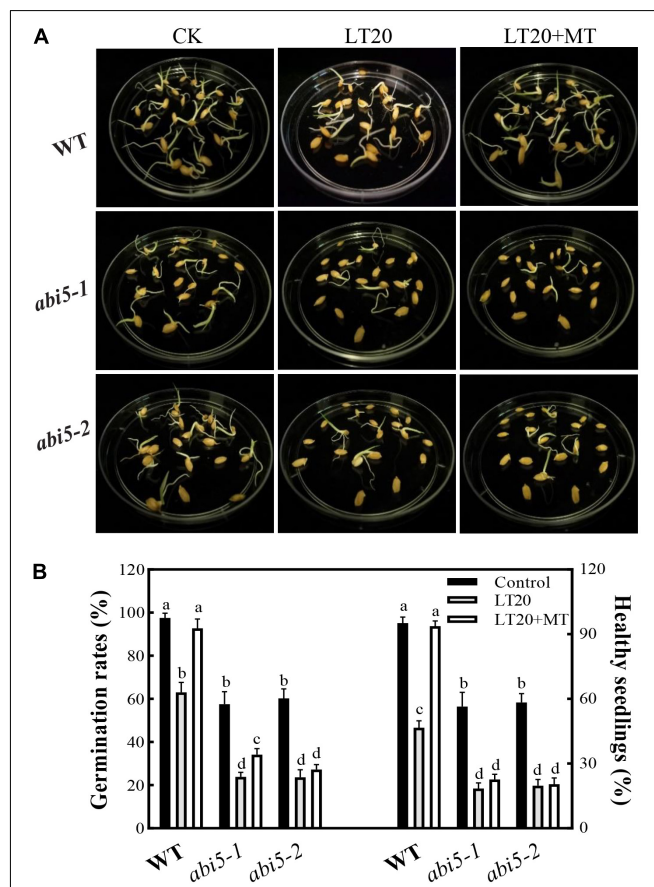 A
CK LT20 LT20+MT
WT
abi5-1
abi5-2
B
Germination rates (%)
120
100
80
60
40
20
0
a b a b d c b d d
a c a b d d b d d
Control
LT20
LT20+MT
120
90
60
30
0
Healthy seedlings (%)
WT abi5-1 abi5-2 WT abi5-1 abi5-2